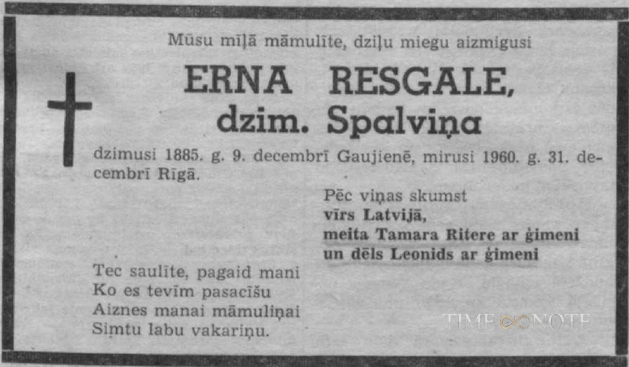 Mūsu mīļā māmulīte, dziļu miegu aizmigusi
ERNA RESGALE,
dzim. Spalviņa
dzimusi 1885. g. 9. decembrī Gaujienē, mirusi 1960. g. 31. de-
cembrī Rīgā.
Pēc viņas skumst
vīrs Latvijā,
meita Tamara Ritere ar ģimeni
un dēls Leonids ar ģimeni
Tec saulīte, pagaid mani
Ko es tevīm pasacīšu
Aiznes manai māmuliņai
Simtu labu vakariņu.
TIMENOTE